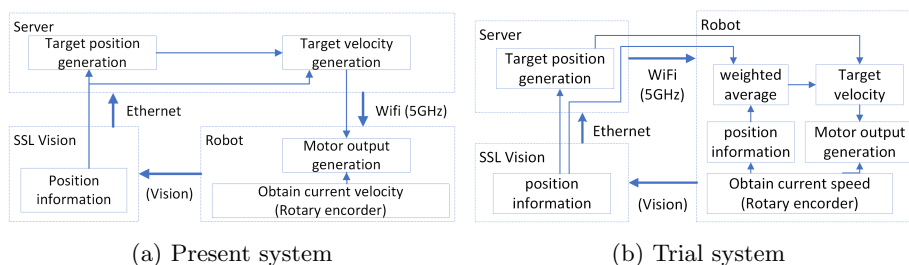 Server
Target position
generation
Target velocity
generation
Ethernet
Wifi (5GHz)
SSL Vision
Position
information
(Vision)
Robot
Motor output
generation
Obtain current velocity
(Rotary encorder)
(a) Present system
Server
Target position
generation
WiFi
(5GHz)
Ethernet
SSL Vision
position
information
(Vision)
Robot
weighted
average
Target
velocity
position
information
Motor output
generation
Obtain current speed
(Rotary encorder)
(b) Trial system